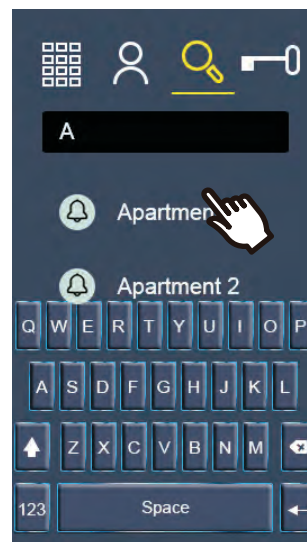 A
Apartmen
Apartment 2
Q W E R T Y U I O P
A S D F G H J K L
Z X C V B N M
123 Space